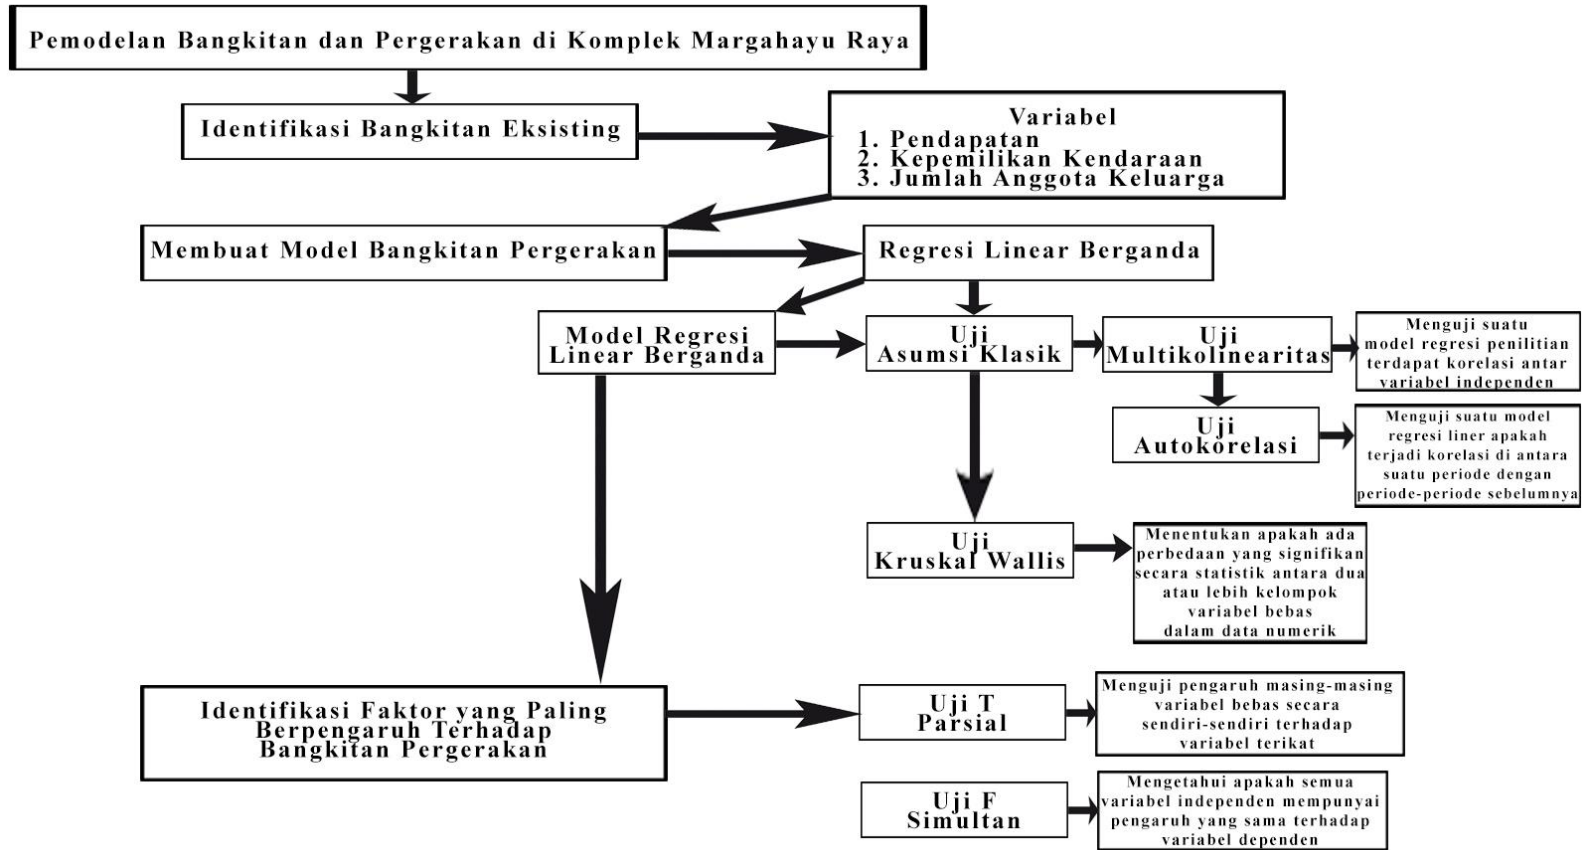 Pemodelan Bangkitan dan Pergerakan di Komplek Margahayu Raya
Identifikasi Bangkitan Eksisting
Variabel
1. Pendapatan
2. Kepemilikan Kendaraan
3. Jumlah Anggota Keluarga
Membuat Model Bangkitan Pergerakan
Regresi Linear Berganda
Model Regresi
Linear Berganda
Uji
Asumsi Klasik
Uji
Multikolinearitas
Menguji suatu
model regresi penilitian
terdapat korelasi antar
variabel independen
Uji
Autokorelasi
Menguji suatu model
regresi liner apakah
terjadi korelasi di antara
suatu periode dengan
periode-periode sebelumnya
Uji
Kruskal Wallis
Menentukan apakah ada
perbedaan yang signifikan
secara statistik antara dua
atau lebih kelompok
variabel bebas
dalam data numerik
Identifikasi Faktor yang Paling
Berpengaruh Terhadap
Bangkitan Pergerakan
Uji T
Parsial
Menguji pengaruh masing-masing
variabel bebas secara
sendiri-sendiri terhadap
variabel terikat
Uji F
Simultan
Mengetahui apakah semua
variabel independen mempunyai
pengaruh yang sama terhadap
variabel dependen